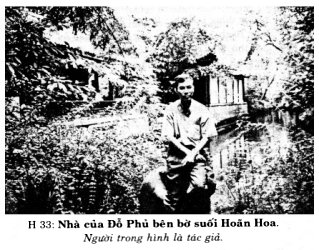 H 33: Nhà của Đỗ Phủ bên bờ suối Hoán Hoa.
Người trong hình là tác giả.